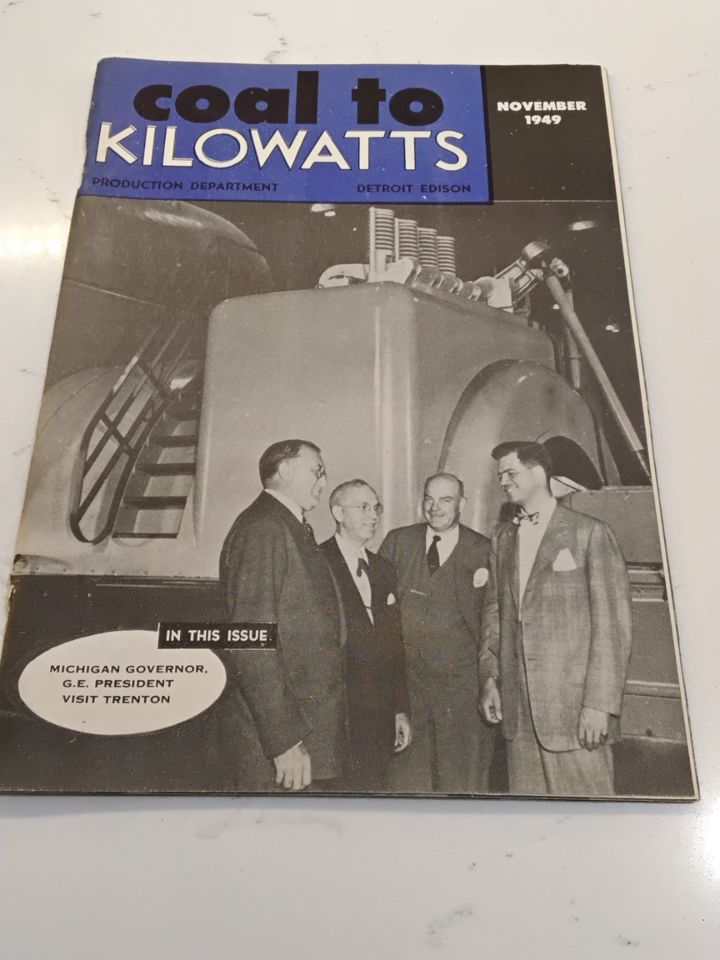 coal to
KILOWATTS
PRODUCTION DEPARTMENT DETROIT EDISON
NOVEMBER
1949
IN THIS ISSUE
MICHIGAN GOVERNOR,
G.E. PRESIDENT
VISIT TRENTON